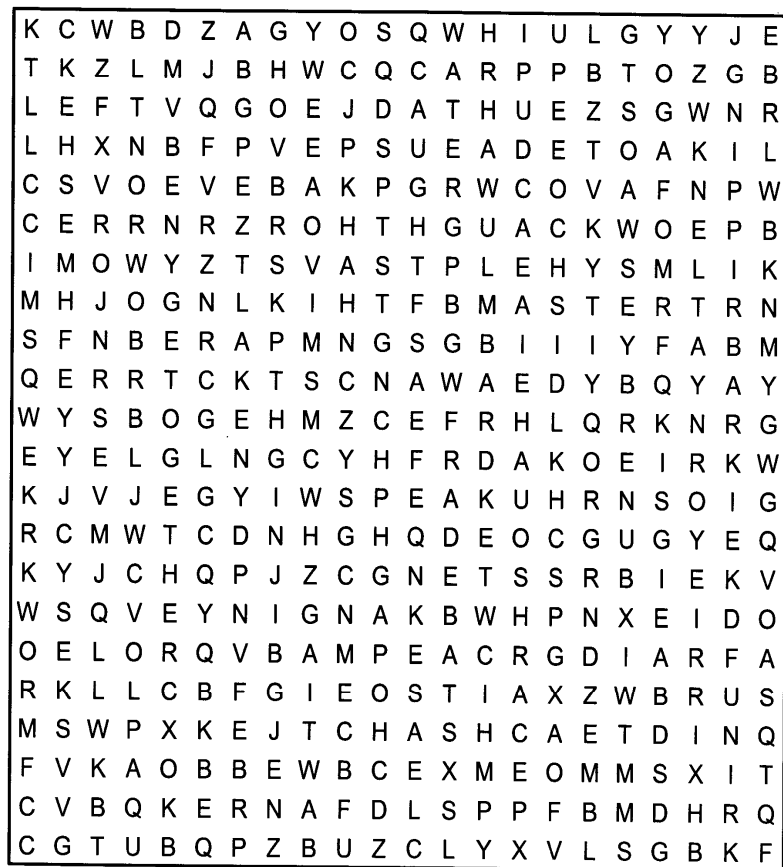 K C W B D Z A G Y O S Q W H I U L G Y Y J E
T K Z L M J B H W C Q C A R P P B T O Z G B
L E F T V Q G O E J D A T H U E Z S G W N R
L H X N B F P V E P S U E A D E T O A K I L
C S V O E V E B A K P G R W C O V A F N P W
C E R R N R Z R O H T H G U A C K W O E P B
I M O W Y Z T S V A S T P L E H Y S M L I K
M H J O G N L K I H T F B M A S T E R T R N
S F N B E R A P M N G S G B I I I Y F A B M
Q E R R T C K T S C N A W A E D Y B Q Y A Y
W Y S B O G E H M Z C E F R H L Q R K N R G
E Y E L G L N G C Y H F R D A K O E I R K W
K J V J E G Y I W S P E A K U H R N S O I G
R C M W T C D N H G H Q D E O C G U G Y E Q
K Y J C H Q P J Z C G N E T S S R B I E K V
W S Q V E Y N I G N A K B W H P N X E I D O
O E L O R Q V B A M P E A C R G D I A R F A
R K L L C B F G I E O S T I A X Z W B R U S
M S W P X K E J T C H A S H C A E T D I N Q
F V K A O B B E W B C E X M E O M M S X I T
C V B Q K E R N A F D L S P P F B M D H R Q
C G T U B Q P Z B U Z C L Y X V L S G B K F